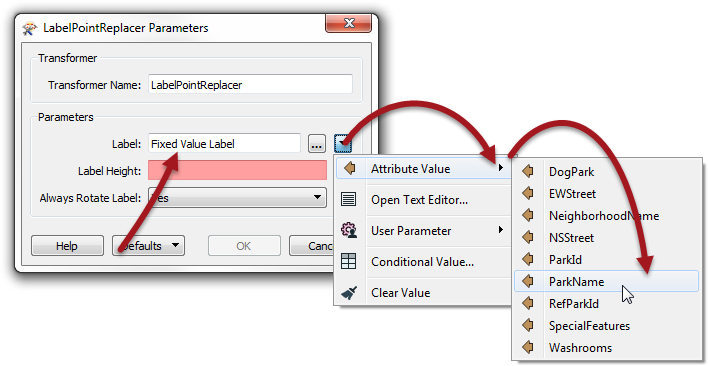 LabelPointReplacer Parameters
Transformer
Transformer Name: LabelPointReplacer
Parameters
Label: Fixed Value Label ...
Label Height:
Always Rotate Label: Yes
Help Defaults OK Canc
Attribute Value
Open Text Editor...
User Parameter
Conditional Value...
Clear Value
DogPark
EWStreet
NeighborhoodName
NSStreet
ParkId
ParkName
RefParkId
SpecialFeatures
Washrooms